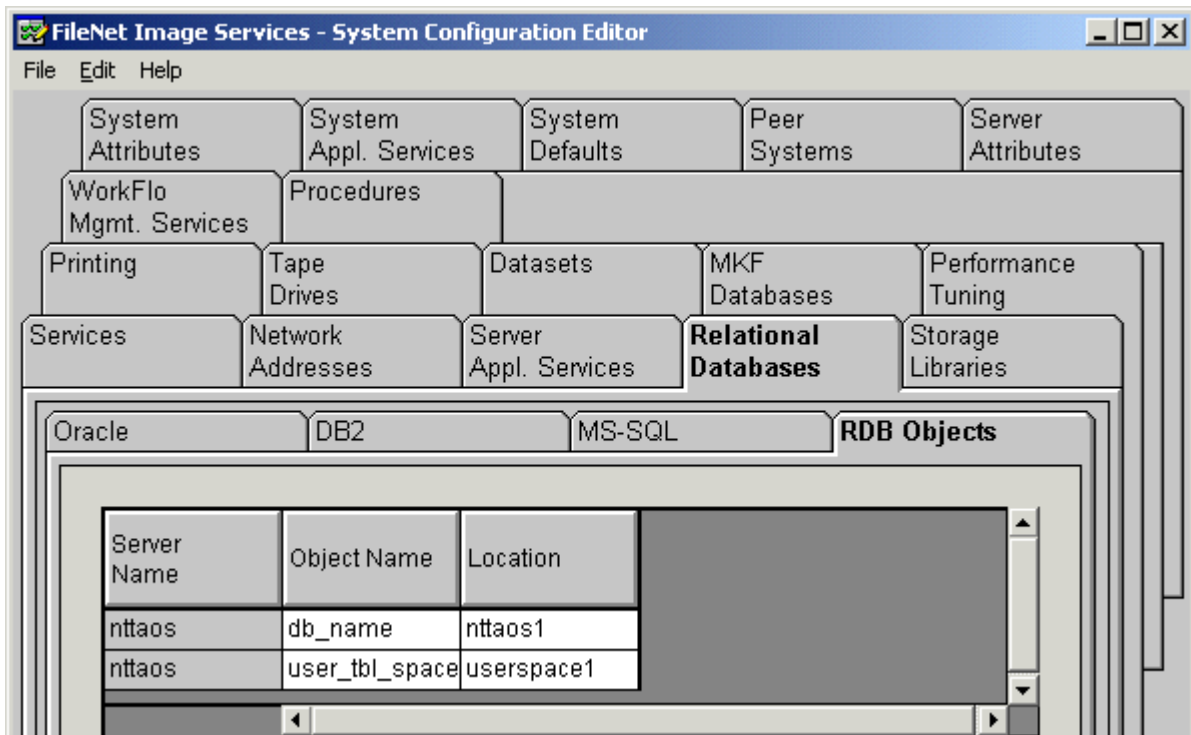 FileNet Image Services - System Configuration Editor
File Edit Help
System Attributes
System Appl. Services
System Defaults
Peer Systems
Server Attributes
WorkFlo Mgmt. Services
Procedures
Printing
Tape Drives
Datasets
MKF Databases
Performance Tuning
Services
Network Addresses
Server Appl. Services
Relational Databases
Storage Libraries
Oracle
DB2
MS-SQL
RDB Objects
Server Name
Object Name
Location
nttaos db_name nttaos1
nttaos user_tbl_space userspace1